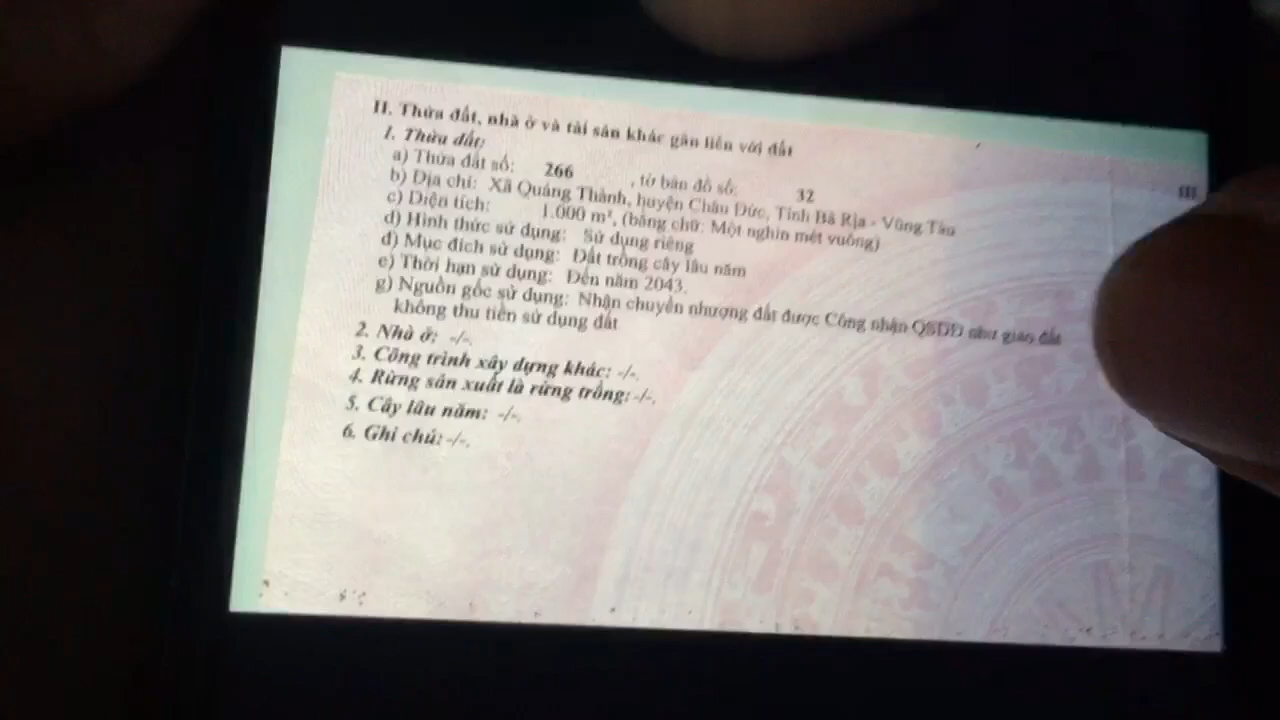 II. Thửa đất, nhà ở và tài sản khác gắn liền với đất
1. Thửa đất:
a) Thửa đất số: 266 , tờ bản đồ số: 32
b) Địa chỉ: Xã Quảng Thành, huyện Châu Đức, Tỉnh Bà Rịa - Vũng Tàu
c) Diện tích: 1.000 m², (bằng chữ: Một nghìn mét vuông)
d) Hình thức sử dụng: Sử dụng riêng
đ) Mục đích sử dụng: Đất trồng cây lâu năm
e) Thời hạn sử dụng: Đến năm 2043.
g) Nguồn gốc sử dụng: Nhận chuyển nhượng đất được Công nhận QSDĐ như giao đất
không thu tiền sử dụng đất
2. Nhà ở: -/-.
3. Công trình xây dựng khác: -/-.
4. Rừng sản xuất là rừng trồng: -/-.
5. Cây lâu năm: -/-.
6. Ghi chú: -/-.